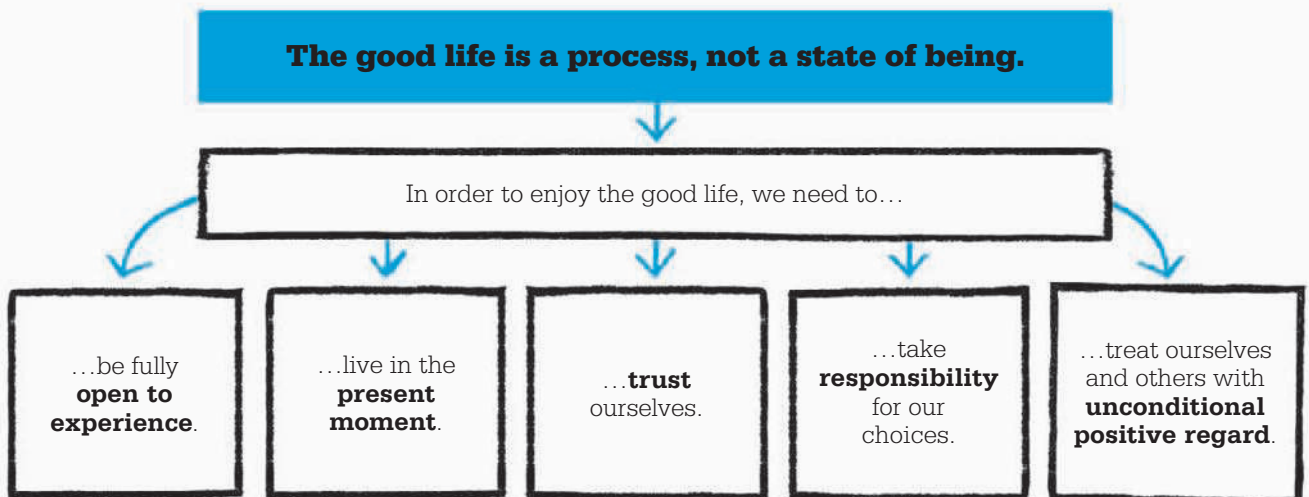 The good life is a process, not a state of being.
In order to enjoy the good life, we need to…
…be fully
open to
experience.
…live in the
present
moment.
…trust
ourselves.
…take
responsibility
for our
choices.
…treat ourselves
and others with
unconditional
positive regard.